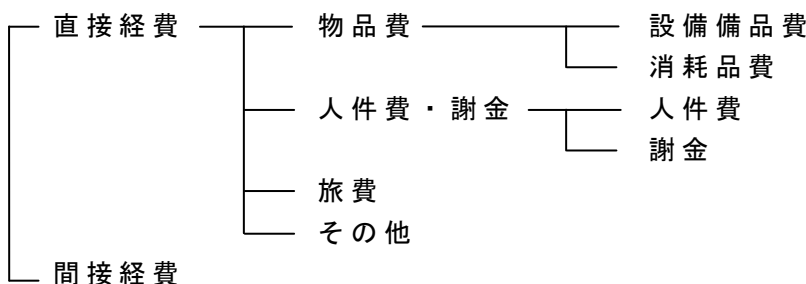 直接経費 物品費 設備備品費
消耗品費
人件費・謝金 人件費
謝金
旅費
その他
間接経費